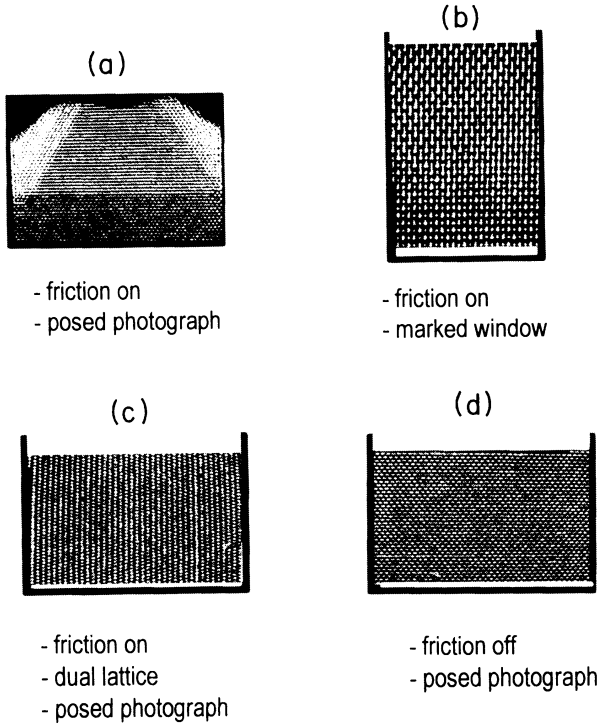 (a)
- friction on
- posed photograph
(b)
- friction on
- marked window
(c)
- friction on
- dual lattice
- posed photograph
(d)
- friction off
- posed photograph